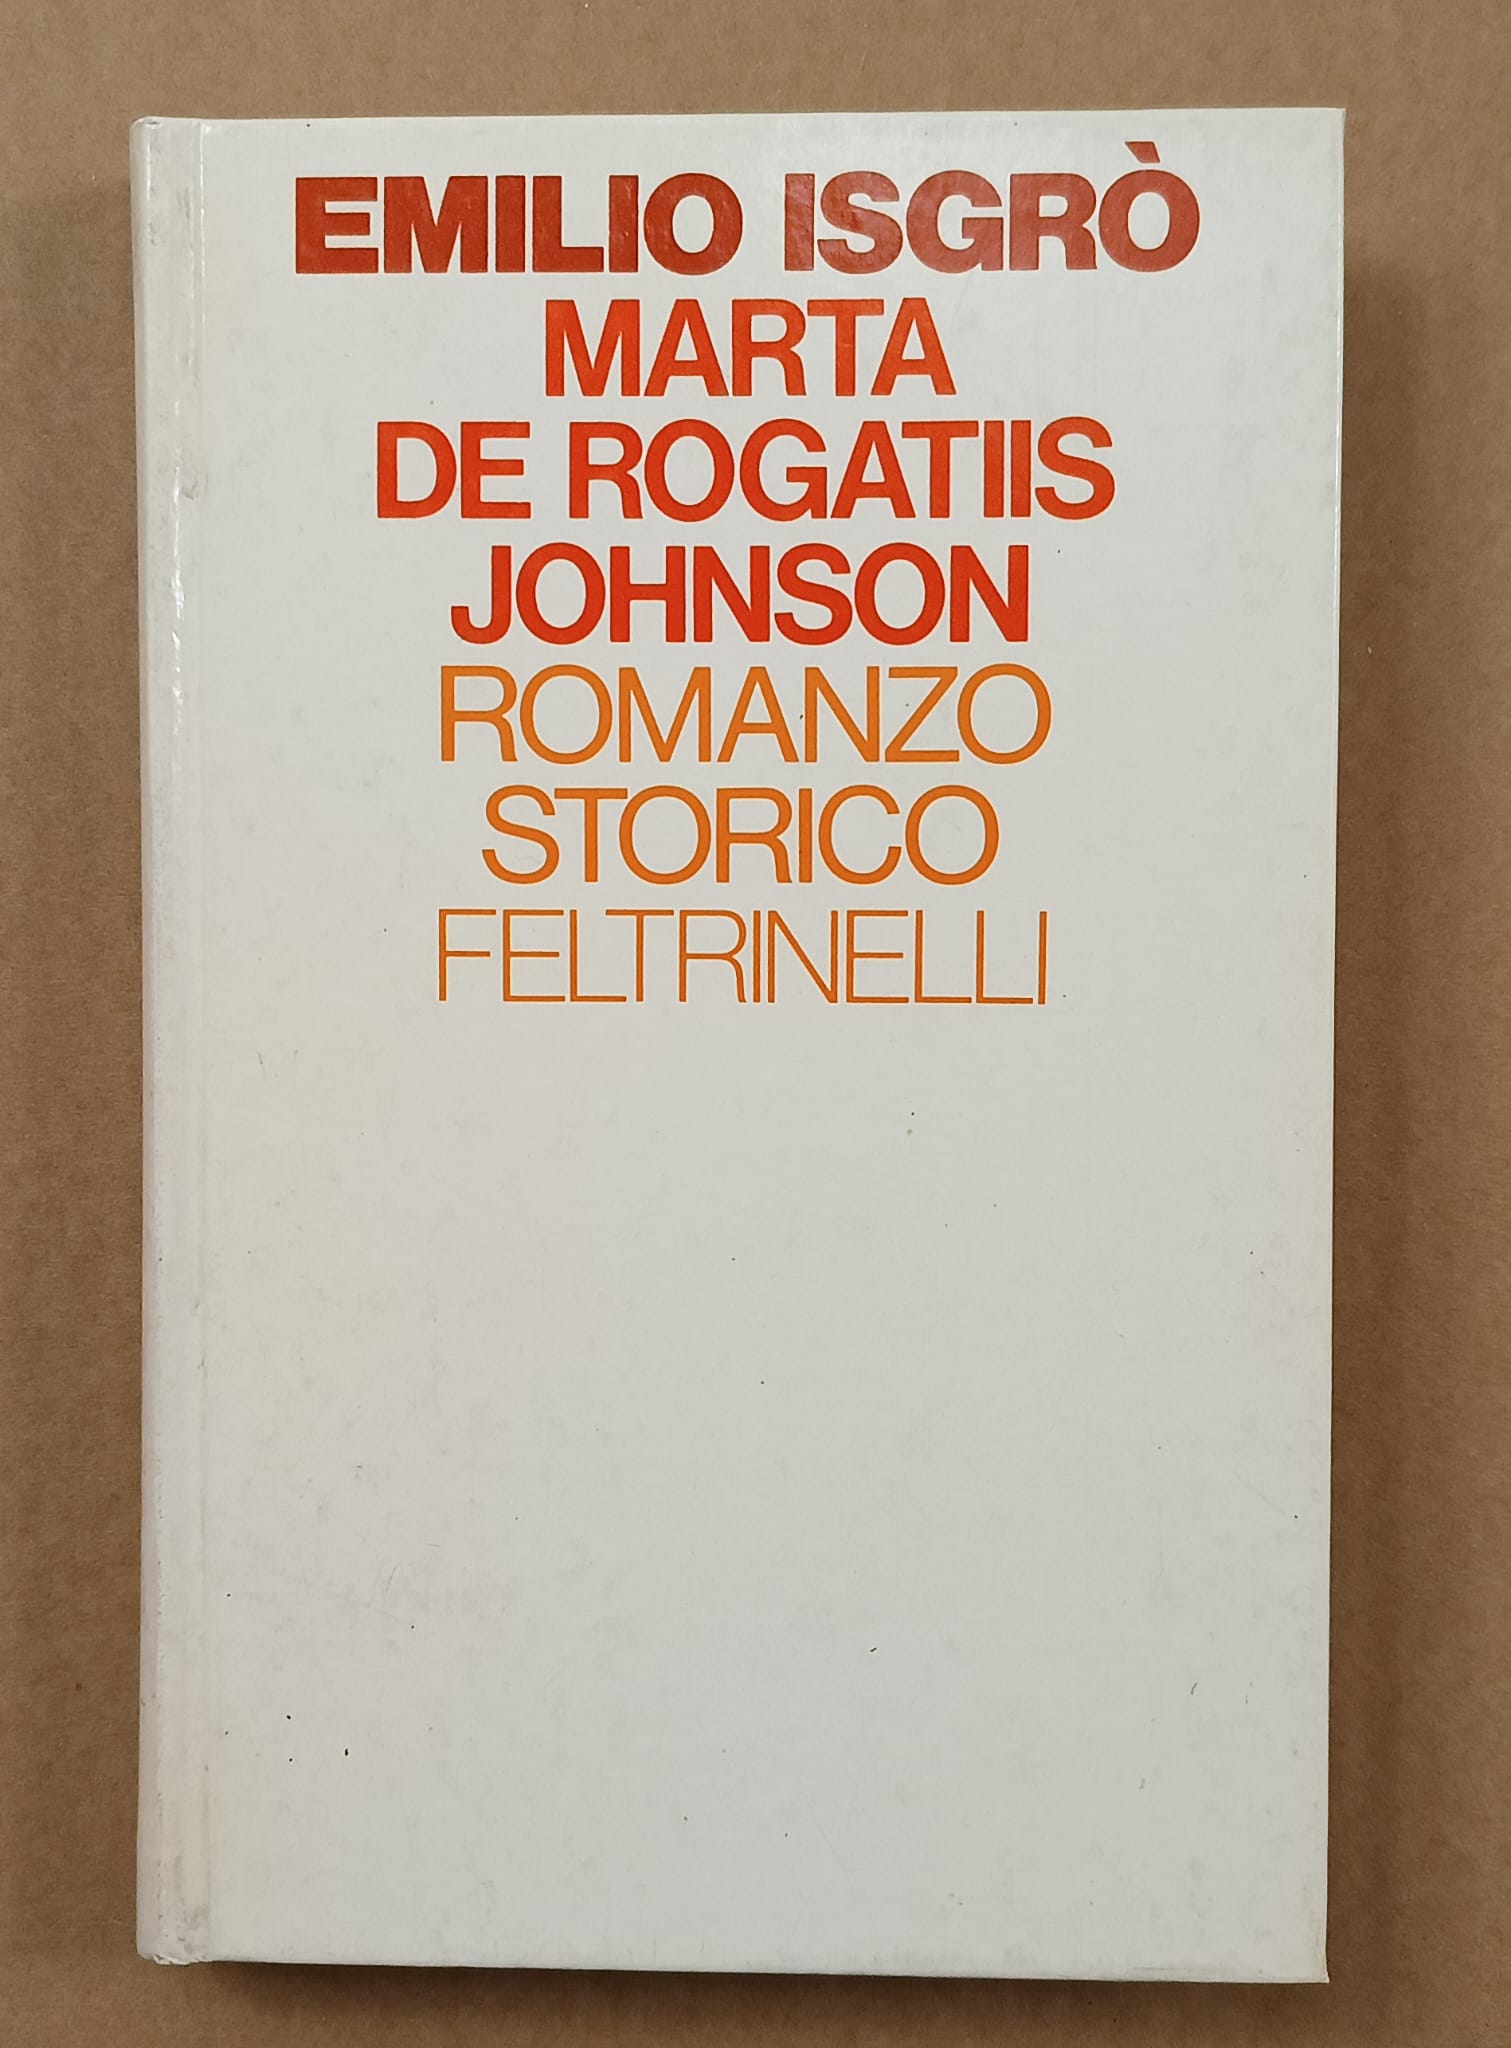 EMILIO ISGRÒ
MARTA
DE ROGATIIS
JOHNSON
ROMANZO
STORICO
FELTRINELLI